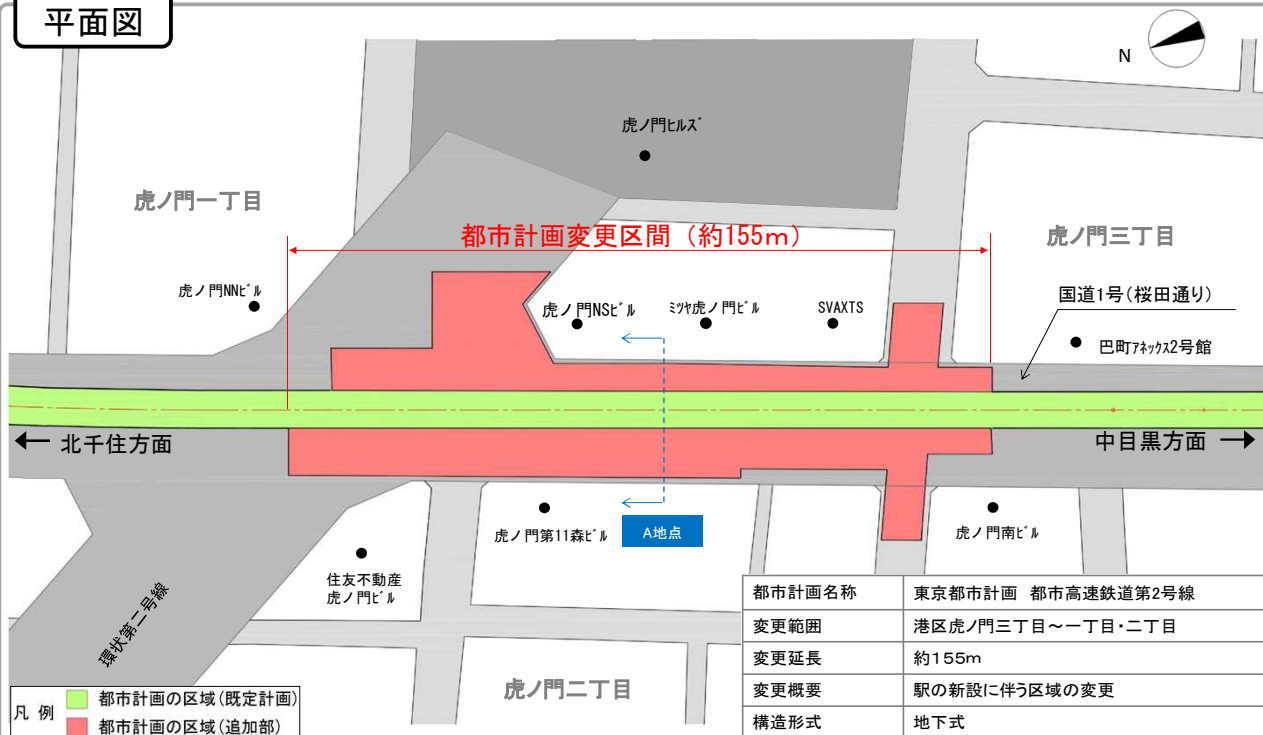 平面図
N
虎ノ門ヒルズ
虎ノ門一丁目
都市計画変更区間（約155m）
虎ノ門三丁目
虎ノ門NNビル
虎ノ門NSビル
ミツヤ虎ノ門ビル
SVAXTS
国道1号(桜田通り)
巴町アネックス2号館
← 北千住方面
中目黒方面 →
虎ノ門第11森ビル
A地点
虎ノ門南ビル
住友不動産
虎ノ門ビル
環状第二号線
虎ノ門二丁目
都市計画名称 東京都市計画 都市高速鉄道第2号線
変更範囲 港区虎ノ門三丁目～一丁目・二丁目
変更延長 約155m
変更概要 駅の新設に伴う区域の変更
構造形式 地下式
凡 例
都市計画の区域(既定計画)
都市計画の区域(追加部)